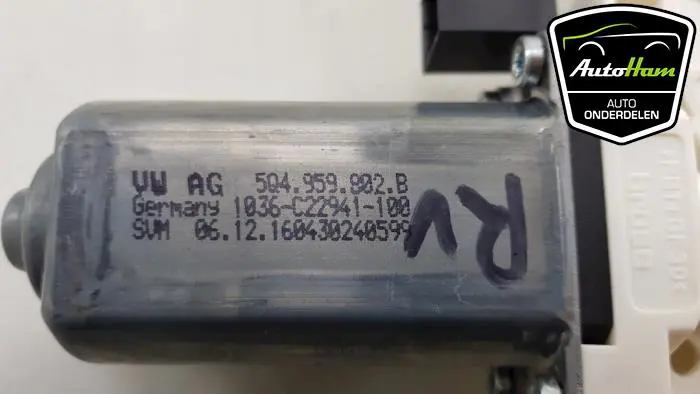 VW AG 5Q4.959.802.B
Germany 1036-C22941-100
SVM 06.12.160430240599
RV
AutoHam
AUTO
ONDERDELEN